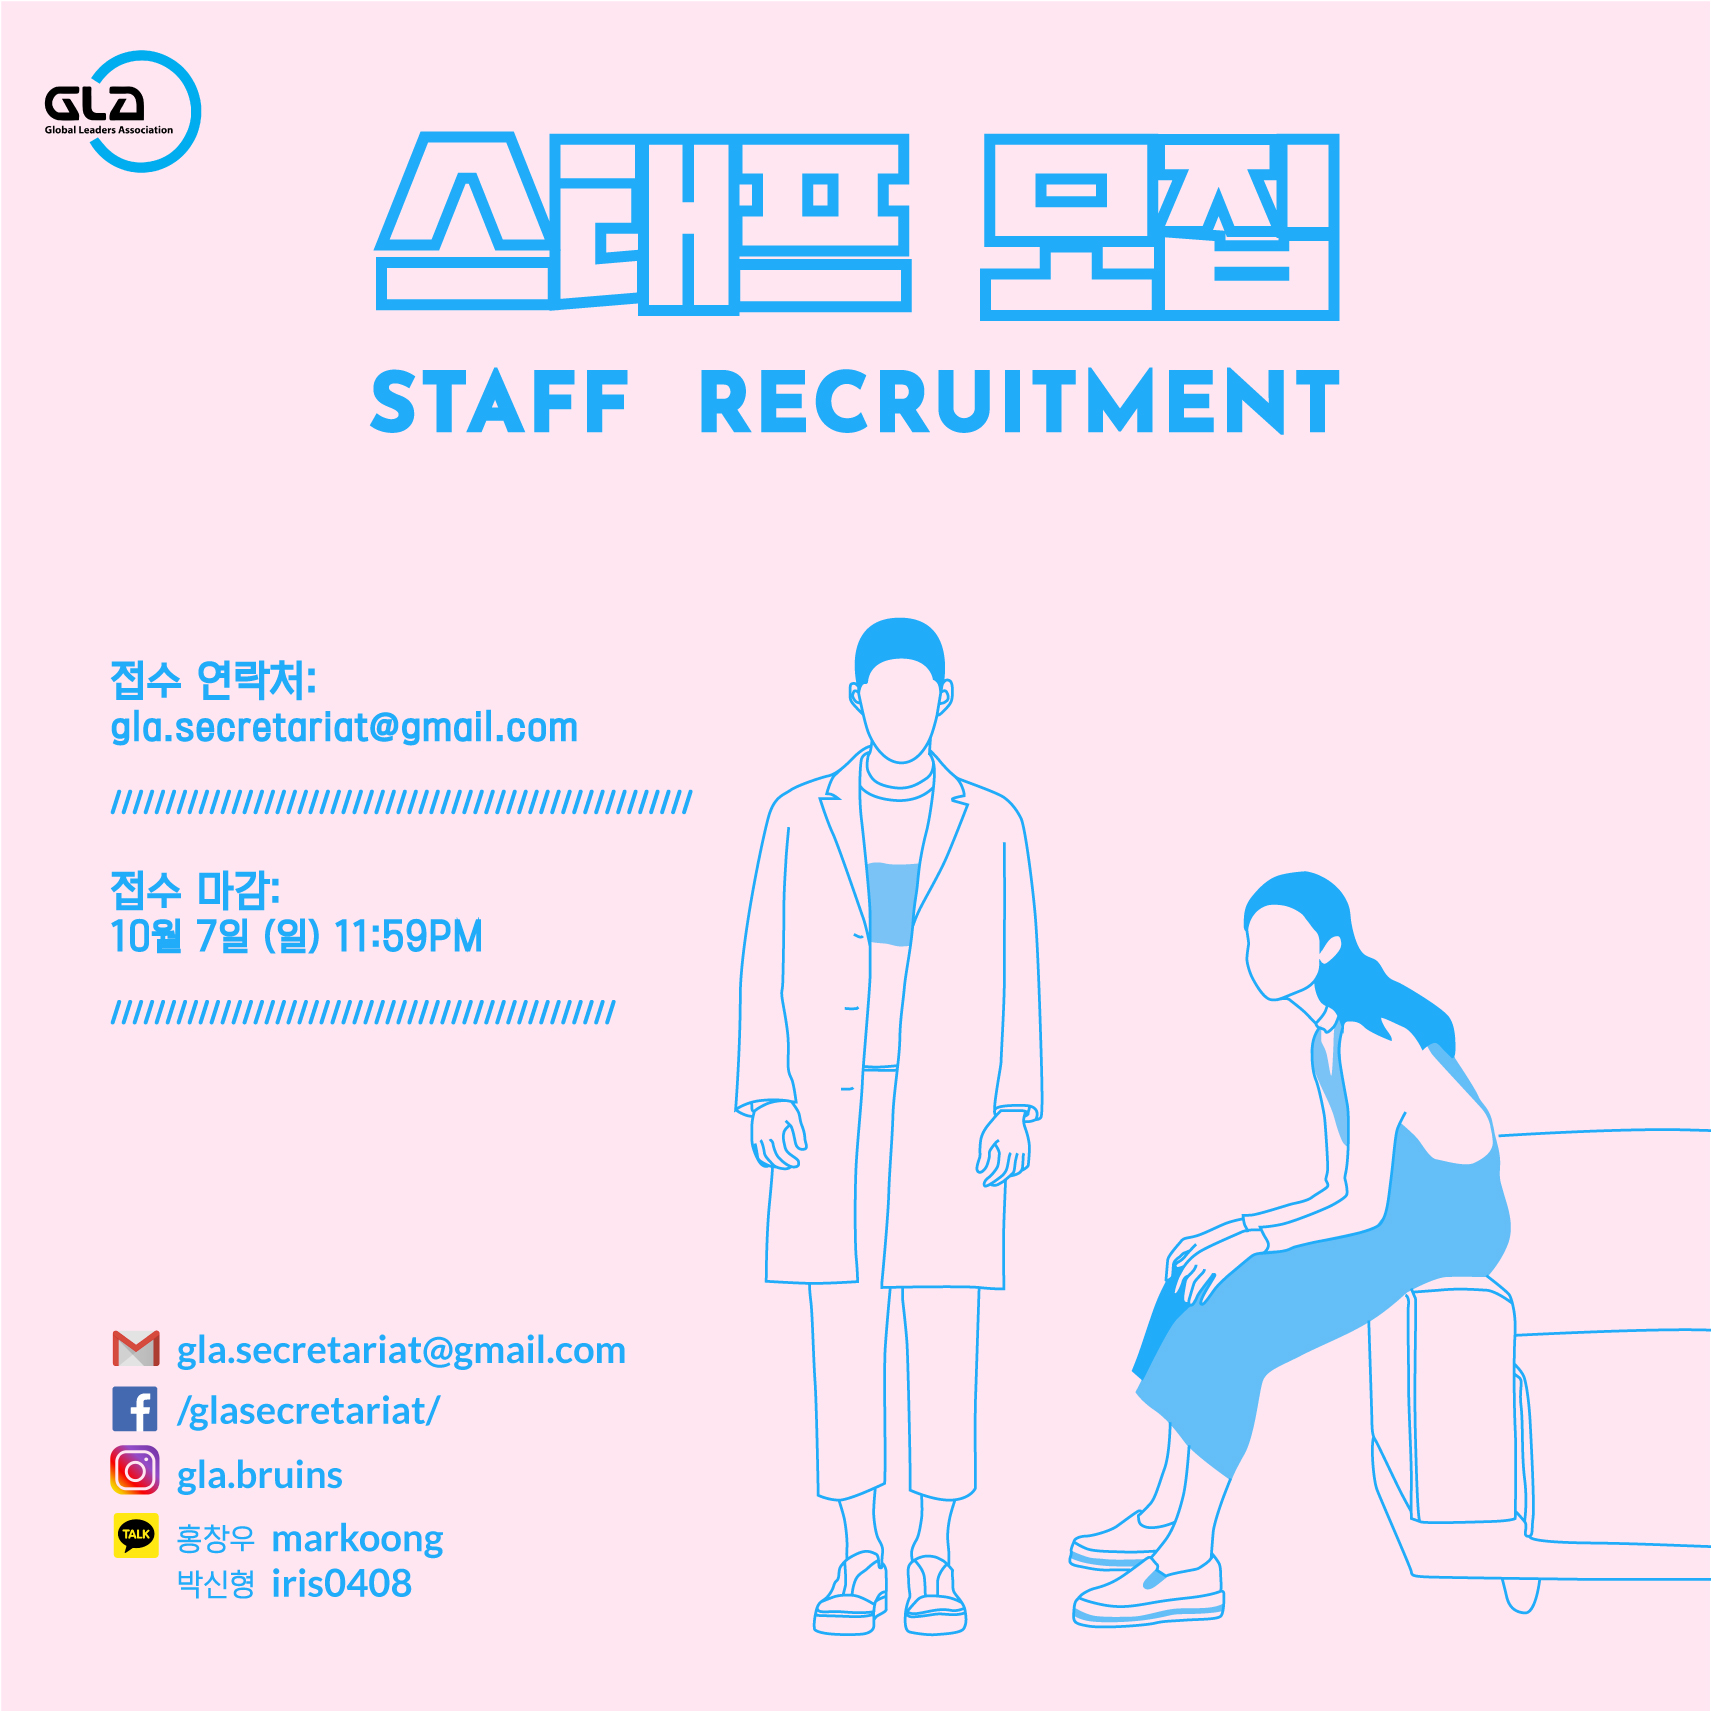 GLA
Global Leaders Association
스태프 모집
STAFF RECRUITMENT
접수 연락처:
gla.secretariat@gmail.com
////////////////////////////////////////////////////
접수 마감:
10월 7일 (일) 11:59PM
//////////////////////////////////////////////
gla.secretariat@gmail.com
/glasecretariat/
gla.bruins
TALK 홍창우 markoong
박신형 iris0408